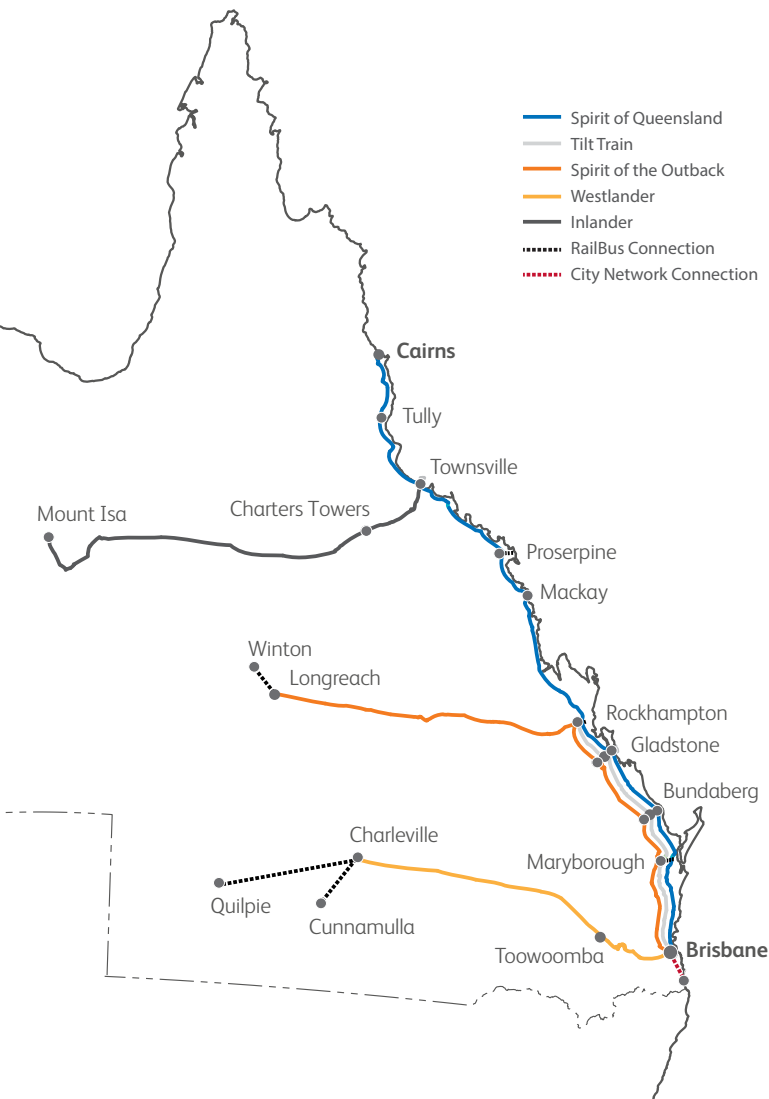 Spirit of Queensland
Tilt Train
Spirit of the Outback
Westlander
Inlander
RailBus Connection
City Network Connection
Cairns
Tully
Townsville
Charters Towers
Mount Isa
Proserpine
Mackay
Winton
Longreach
Rockhampton
Gladstone
Bundaberg
Charleville
Maryborough
Quilpie
Cunnamulla
Toowoomba
Brisbane